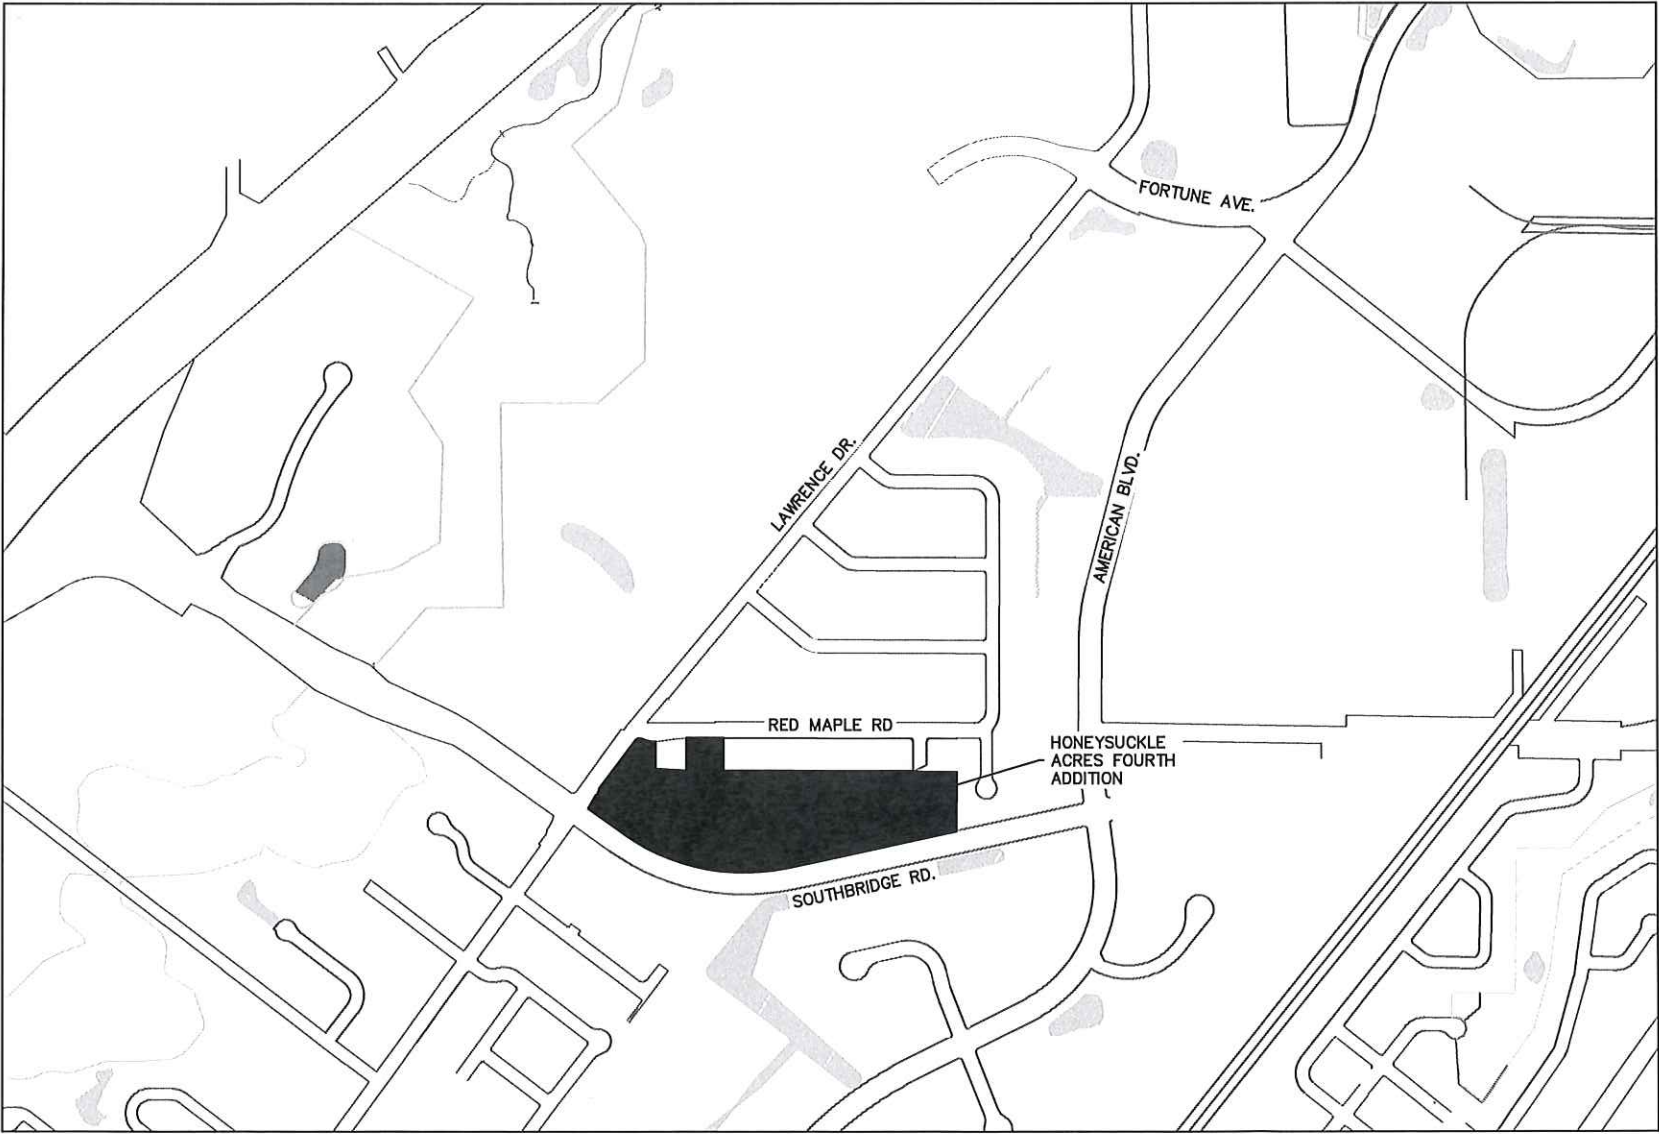 FORTUNE AVE.
LAWRENCE DR.
AMERICAN BLVD.
RED MAPLE RD
HONEYSUCKLE
ACRES FOURTH
ADDITION
SOUTHBRIDGE RD.